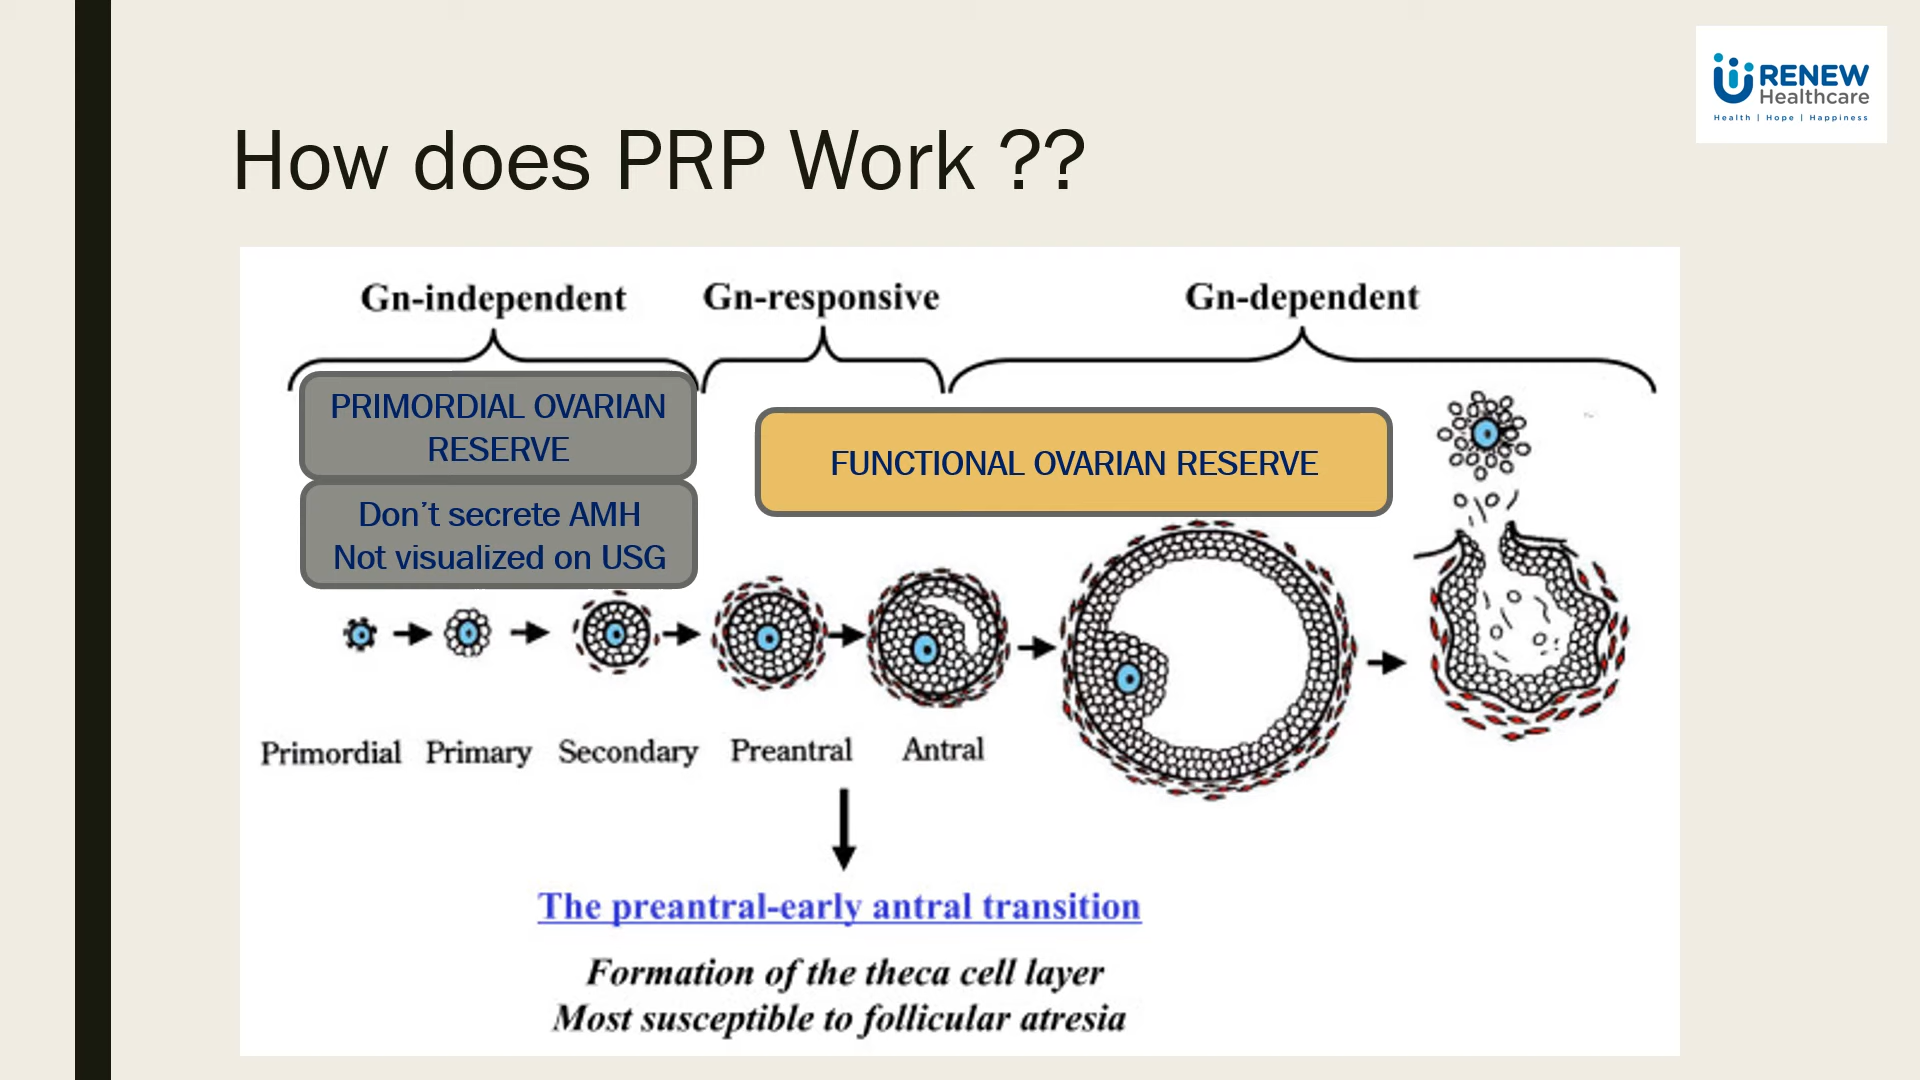 RENEW
Healthcare
Health | Hope | Happiness
How does PRP Work ??
Gn-independent
Gn-responsive
Gn-dependent
PRIMORDIAL OVARIAN
RESERVE
Don't secrete AMH
Not visualized on USG
FUNCTIONAL OVARIAN RESERVE
Primordial
Primary
Secondary
Preantral
Antral
The preantral-early antral transition
Formation of the theca cell layer
Most susceptible to follicular atresia